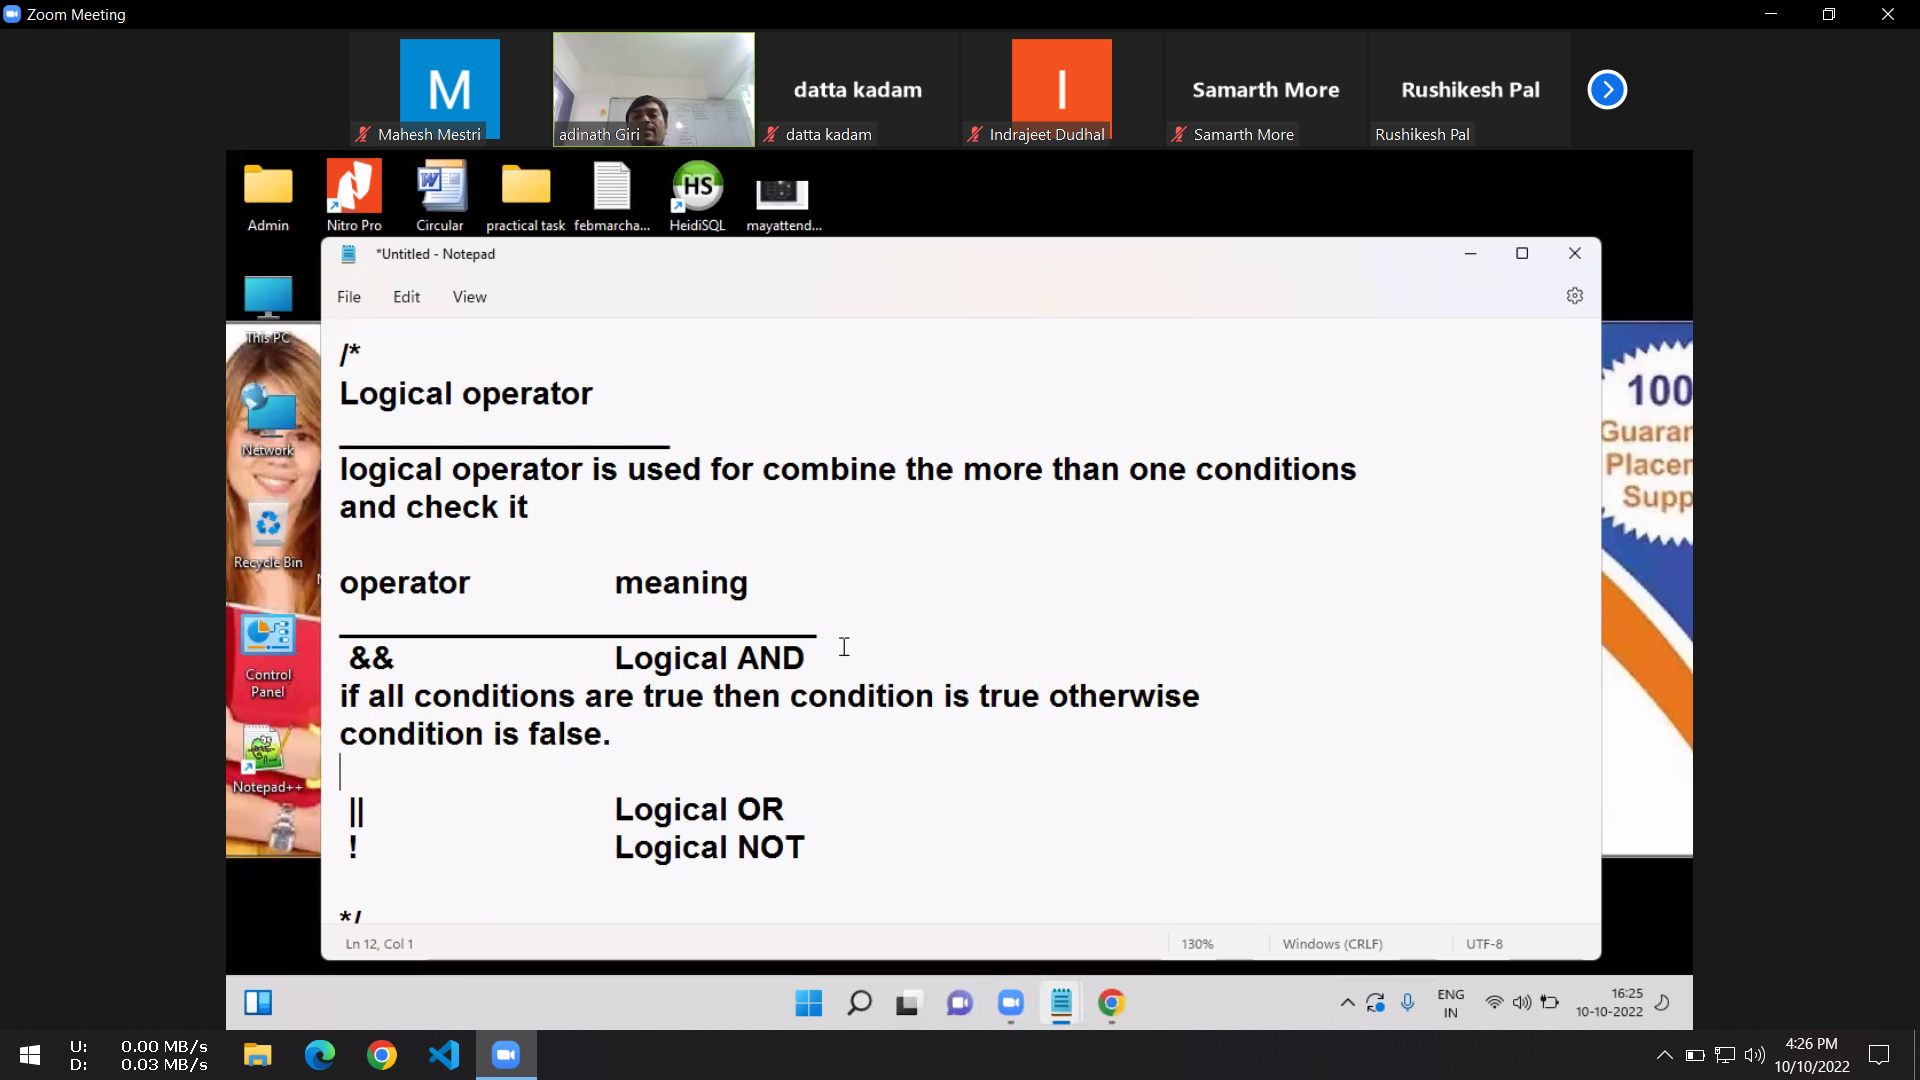 Zoom Meeting
M
datta kadam
I
Samarth More
Rushikesh Pal
Mahesh Mestri
adinath Giri
datta kadam
Indrajeet Dudhal
Samarth More
Rushikesh Pal
HS
Admin
Nitro Pro
Circular
practical task
febmarcha...
HeidiSQL
mayattend...
*Untitled - Notepad
File
Edit
View
This PC
Network
Recycle Bin
Control
Panel
Notepad++
/*
Logical operator
logical operator is used for combine the more than one conditions
and check it
operator meaning
&& Logical AND
if all conditions are true then condition is true otherwise
condition is false.
|| Logical OR
! Logical NOT
*/
100
Guaran
Placem
Supp
Ln 12, Col 1
130%
Windows (CRLF)
UTF-8
ENG
IN
16:25
10-10-2022
U: 0.00 MB/s
D: 0.03 MB/s
4:26 PM
10/10/2022